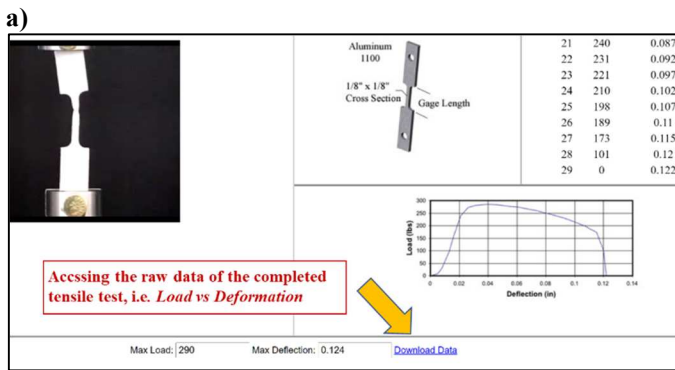 a)
Aluminum
1100
1/8" x 1/8"
Cross Section
Gage Length
21 240 0.087
22 231 0.092
23 221 0.097
24 210 0.102
25 198 0.107
26 189 0.11
27 173 0.115
28 101 0.12
29 0 0.122
Load (lbs)
300
250
200
150
100
50
0
0 0.02 0.04 0.06 0.08 0.1 0.12 0.14
Deflection (in)
Accssing the raw data of the completed
tensile test, i.e. Load vs Deformation
Max Load: 290 Max Deflection: 0.124 Download Data